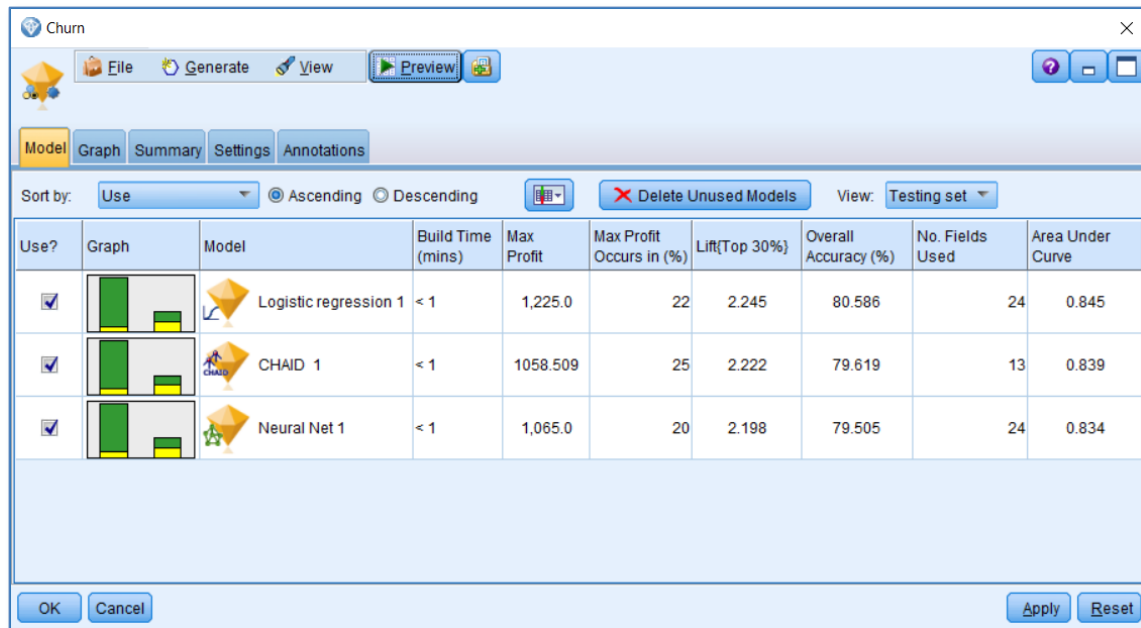 Churn
File Generate View Preview
Model Graph Summary Settings Annotations
Sort by: Use Ascending Descending Delete Unused Models View: Testing set
Use? Graph Model Build Time (mins) Max Profit Max Profit Occurs in (%) Lift{Top 30%} Overall Accuracy (%) No. Fields Used Area Under Curve
Logistic regression 1 < 1 1,225.0 22 2.245 80.586 24 0.845
CHAID CHAID 1 < 1 1058.509 25 2.222 79.619 13 0.839
Neural Net 1 < 1 1,065.0 20 2.198 79.505 24 0.834
OK Cancel Apply Reset